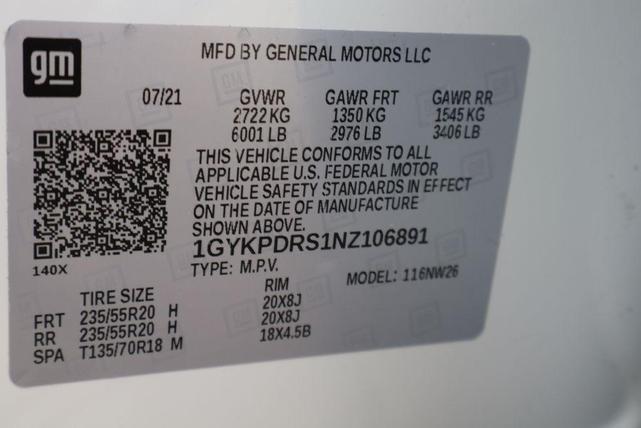 gm
MFD BY GENERAL MOTORS LLC
07/21 GVWR GAWR FRT GAWR RR
2722 KG 1350 KG 1545 KG
6001 LB 2976 LB 3406 LB
THIS VEHICLE CONFORMS TO ALL
APPLICABLE U.S. FEDERAL MOTOR
VEHICLE SAFETY STANDARDS IN EFFECT
ON THE DATE OF MANUFACTURE
SHOWN ABOVE.
1GYKPDRS1NZ106891
140X
TYPE: M.P.V. MODEL: 116NW26
TIRE SIZE RIM
FRT 235/55R20 H 20X8J
RR 235/55R20 H 20X8J
SPA T135/70R18 M 18X4.5B